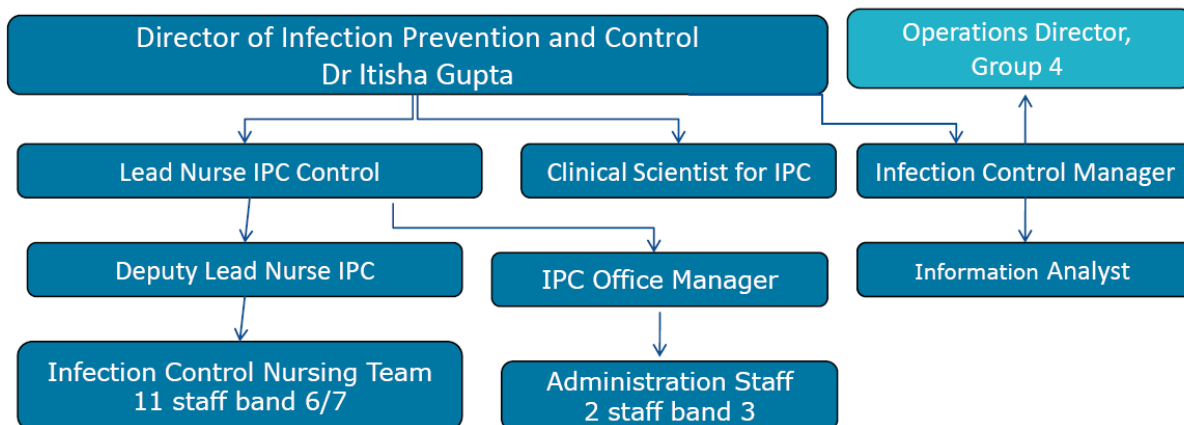 Director of Infection Prevention and Control
Dr Itisha Gupta
Operations Director,
Group 4
Lead Nurse IPC Control
Clinical Scientist for IPC
Infection Control Manager
Deputy Lead Nurse IPC
IPC Office Manager
Information Analyst
Infection Control Nursing Team
11 staff band 6/7
Administration Staff
2 staff band 3